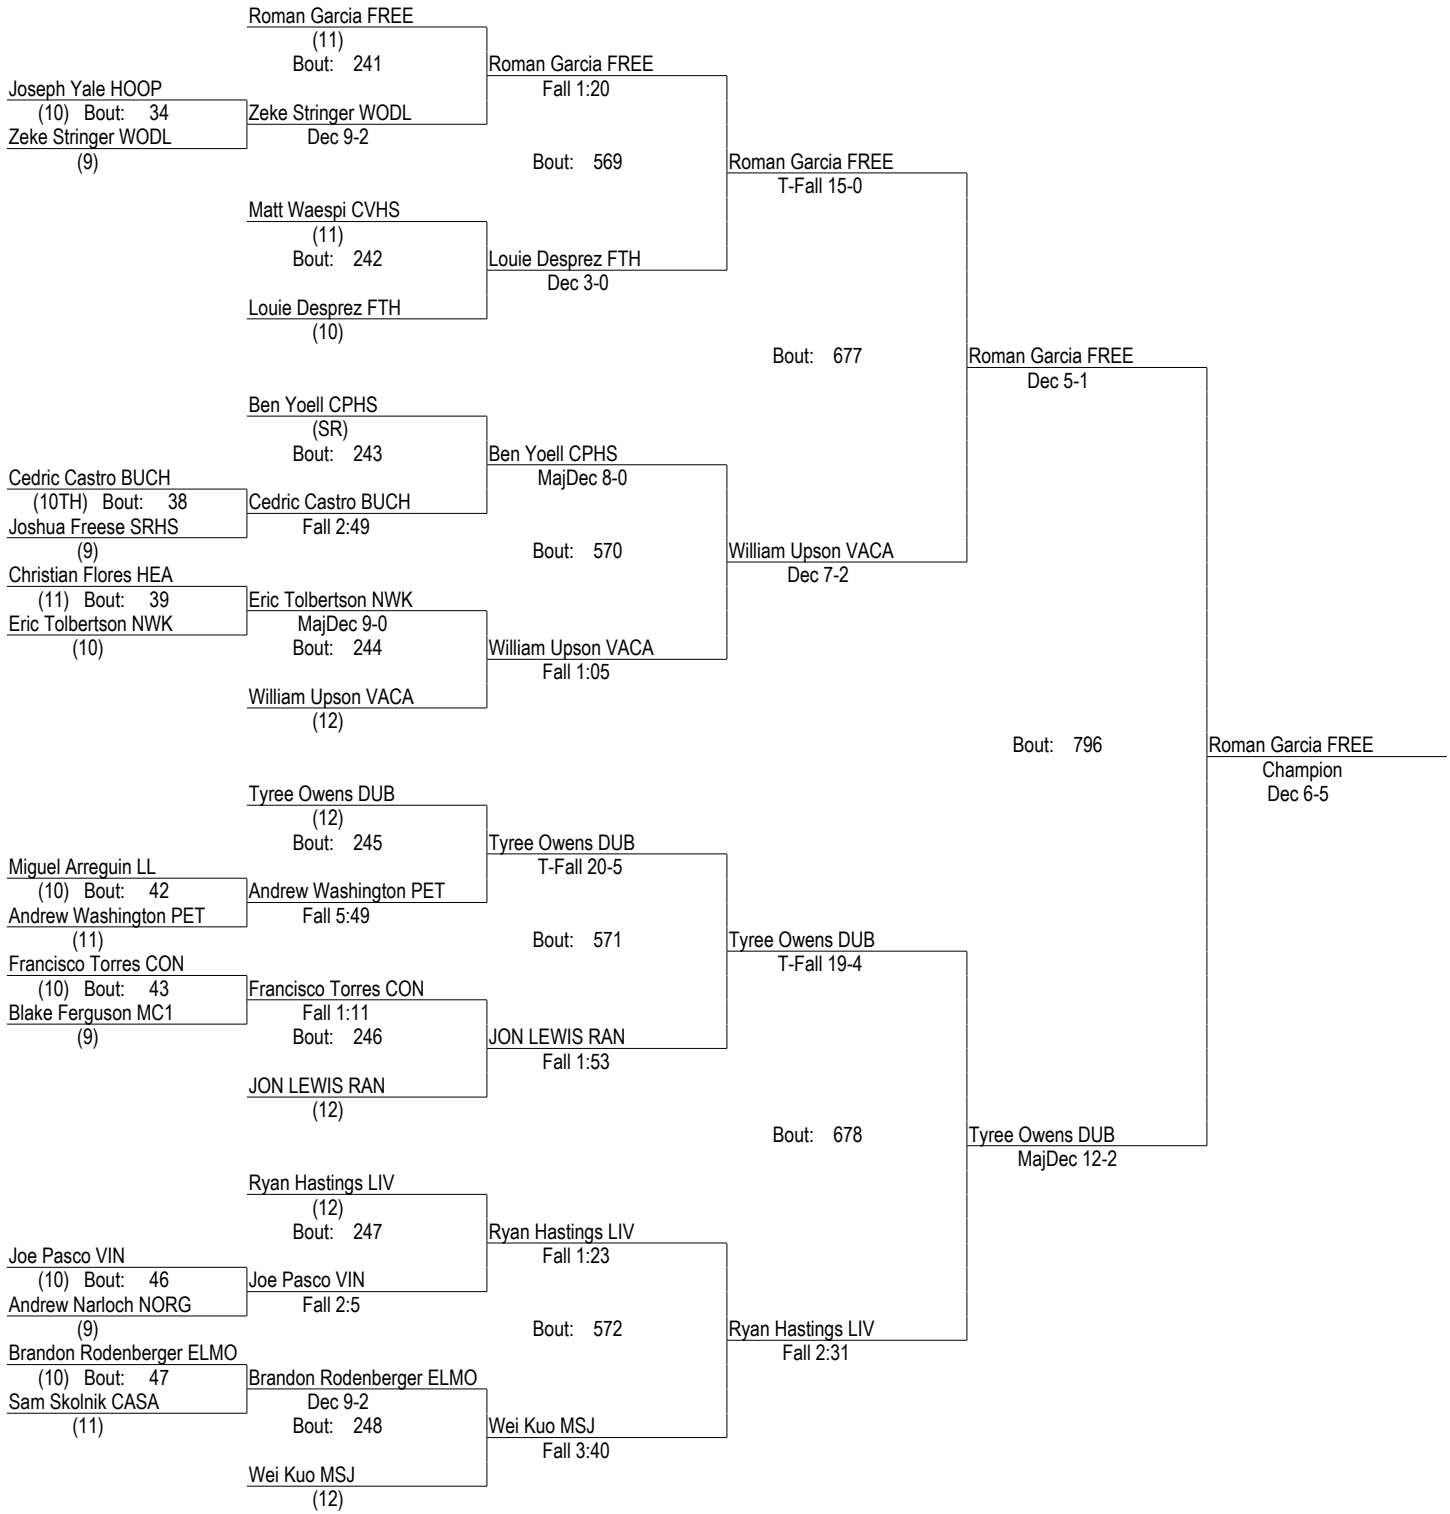 Roman Garcia FREE
(11)
Bout: 241
Roman Garcia FREE
Fall 1:20
Joseph Yale HOOP
(10) Bout: 34
Zeke Stringer WODL
Zeke Stringer WODL
Dec 9-2
(9)
Bout: 569
Roman Garcia FREE
T-Fall 15-0
Matt Waespi CVHS
(11)
Bout: 242
Louie Desprez FTH
Dec 3-0
Louie Desprez FTH
(10)
Bout: 677
Roman Garcia FREE
Dec 5-1
Ben Yoell CPHS
(SR)
Bout: 243
Ben Yoell CPHS
MajDec 8-0
Cedric Castro BUCH
(10TH) Bout: 38
Cedric Castro BUCH
Joshua Freese SRHS
Fall 2:49
(9)
Bout: 570
William Upson VACA
Dec 7-2
Christian Flores HEA
(11) Bout: 39
Eric Tolbertson NWK
Eric Tolbertson NWK
MajDec 9-0
(10)
Bout: 244
William Upson VACA
Fall 1:05
William Upson VACA
(12)
Bout: 796
Roman Garcia FREE
Champion
Dec 6-5
Tyree Owens DUB
(12)
Bout: 245
Tyree Owens DUB
T-Fall 20-5
Miguel Arreguin LL
(10) Bout: 42
Andrew Washington PET
Andrew Washington PET
Fall 5:49
(11)
Bout: 571
Tyree Owens DUB
T-Fall 19-4
Francisco Torres CON
(10) Bout: 43
Francisco Torres CON
Blake Ferguson MC1
Fall 1:11
(9)
Bout: 246
JON LEWIS RAN
Fall 1:53
JON LEWIS RAN
(12)
Bout: 678
Tyree Owens DUB
MajDec 12-2
Ryan Hastings LIV
(12)
Bout: 247
Ryan Hastings LIV
Fall 1:23
Joe Pasco VIN
(10) Bout: 46
Joe Pasco VIN
Andrew Narloch NORG
Fall 2:5
(9)
Bout: 572
Ryan Hastings LIV
Fall 2:31
Brandon Rodenberger ELMO
(10) Bout: 47
Brandon Rodenberger ELMO
Sam Skolnik CASA
Dec 9-2
(11)
Bout: 248
Wei Kuo MSJ
Fall 3:40
Wei Kuo MSJ
(12)